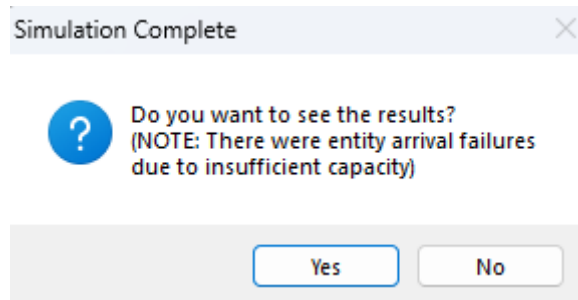 Simulation Complete
?
Do you want to see the results?
(NOTE: There were entity arrival failures
due to insufficient capacity)
Yes
No